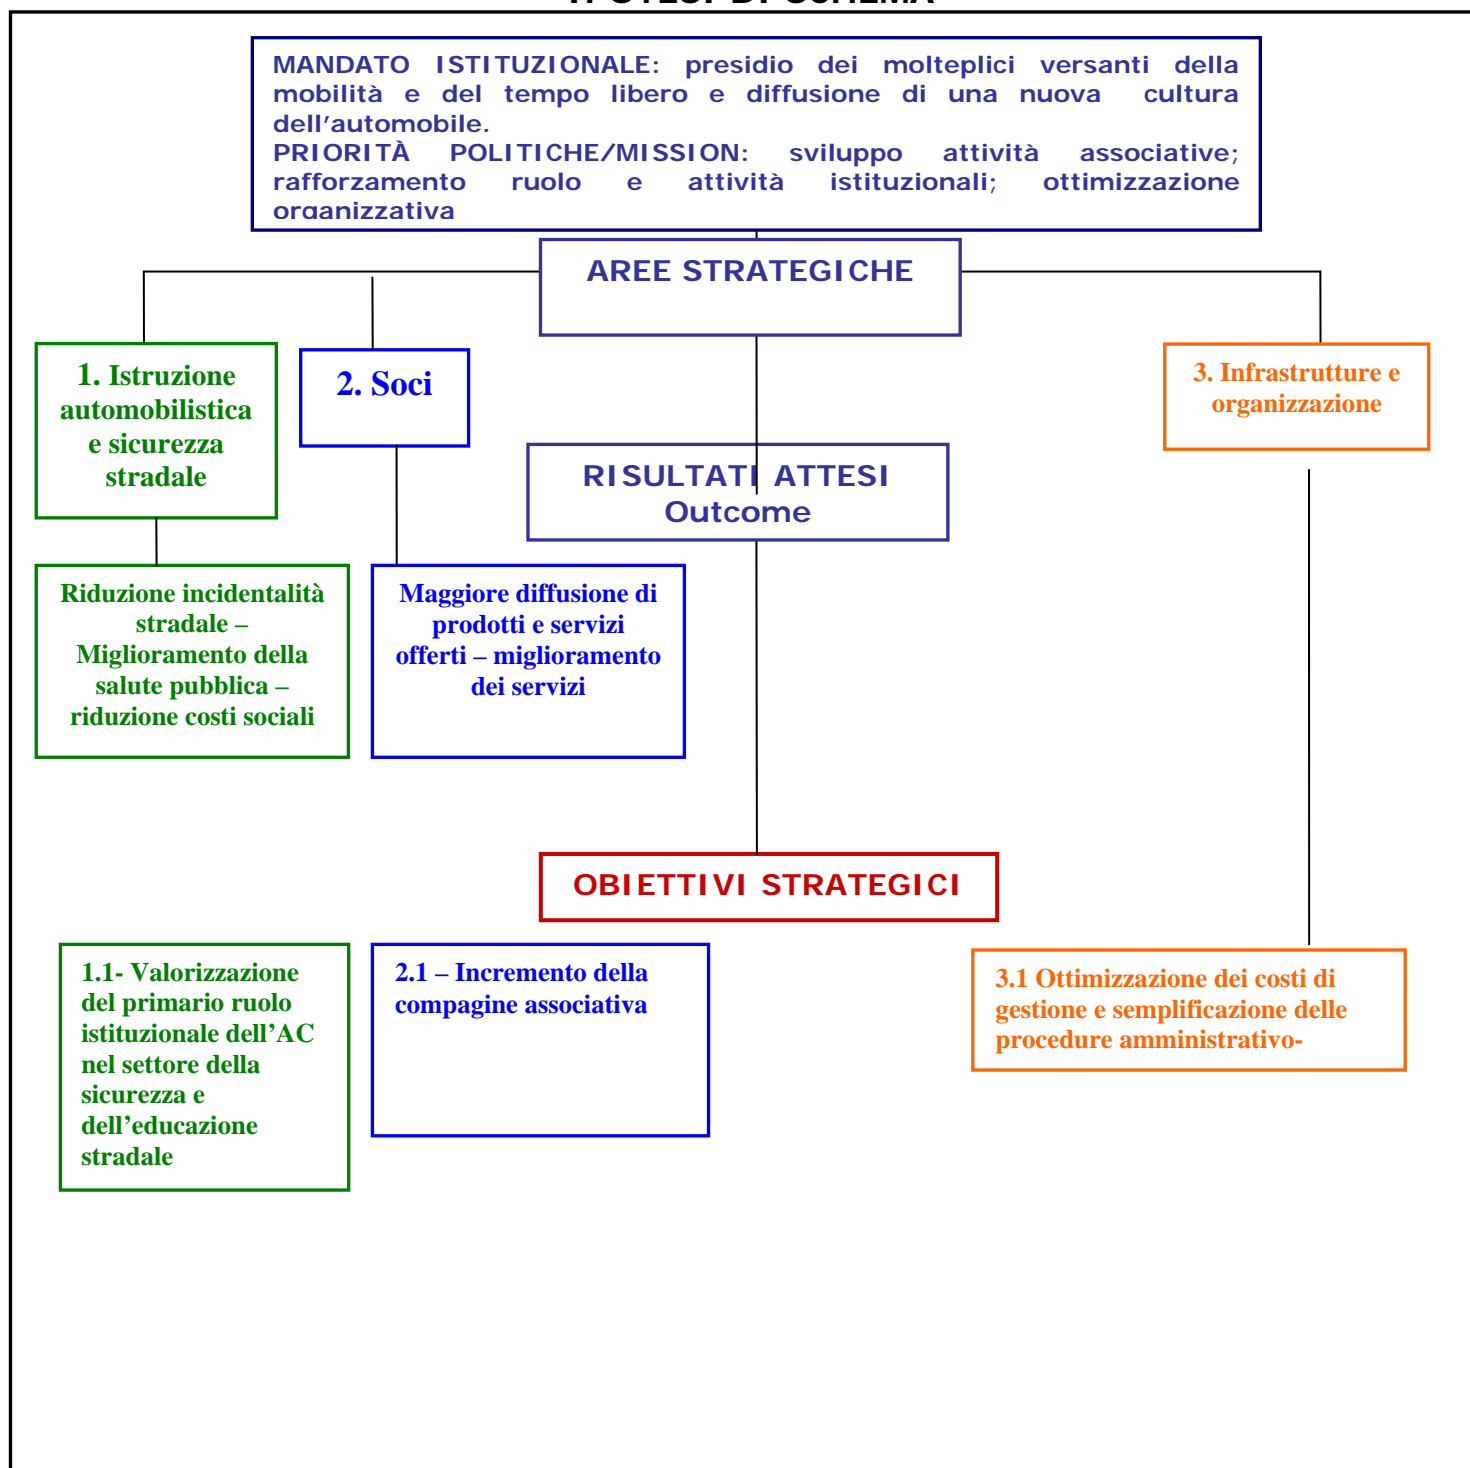 IPOTESI DI SCHEMA
MANDATO ISTITUZIONALE: presidio dei molteplici versanti della
mobilità e del tempo libero e diffusione di una nuova cultura
dell’automobile.
PRIORITÀ POLITICHE/MISSION: sviluppo attività associative;
rafforzamento ruolo e attività istituzionali; ottimizzazione
organizzativa
AREE STRATEGICHE
1. Istruzione
automobilistica
e sicurezza
stradale
2. Soci
3. Infrastrutture e
organizzazione
RISULTATI ATTESI
Outcome
Riduzione incidentalità
stradale –
Miglioramento della
salute pubblica –
riduzione costi sociali
Maggiore diffusione di
prodotti e servizi
offerti – miglioramento
dei servizi
OBIETTIVI STRATEGICI
1.1- Valorizzazione
del primario ruolo
istituzionale dell’AC
nel settore della
sicurezza e
dell’educazione
stradale
2.1 – Incremento della
compagine associativa
3.1 Ottimizzazione dei costi di
gestione e semplificazione delle
procedure amministrativo-